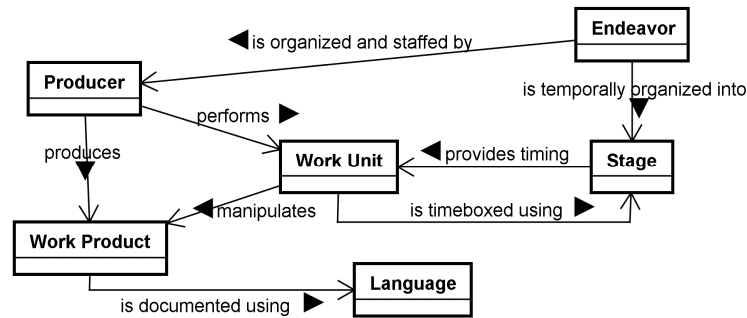 Endeavor
is organized and staffed by
Producer
is temporally organized into
performs
produces
Work Unit
provides timing
Stage
manipulates
is timeboxed using
Work Product
Language
is documented using